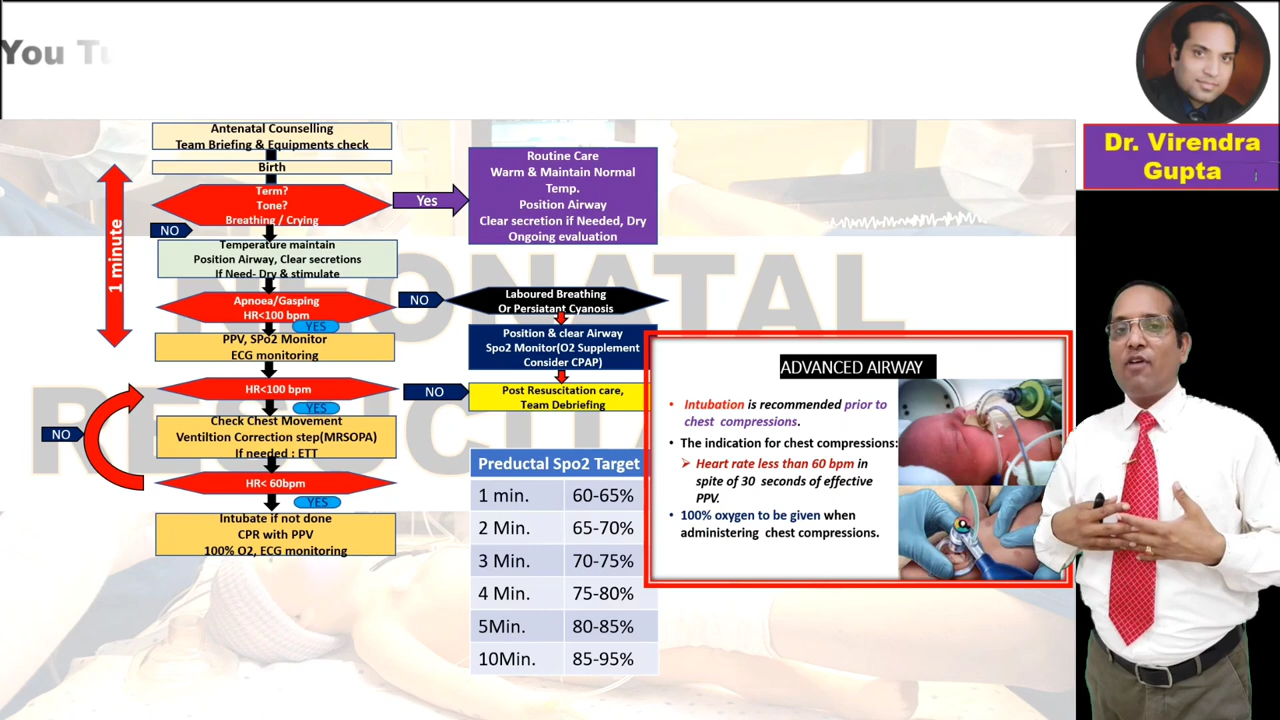 You Tu
Dr. Virendra
Gupta
Antenatal Counselling
Team Briefing & Equipments check
Birth
1 minute
Term?
Tone?
Breathing / Crying
Yes
Routine Care
Warm & Maintain Normal
Temp.
Position Airway
Clear secretion if Needed, Dry
Ongoing evaluation
NO
Temperature maintain
Position Airway, Clear secretions
If Need- Dry & stimulate
Apnoea/Gasping
HR<100 bpm
NO
Laboured Breathing
Or Persiatant Cyanosis
YES
PPV, SPo2 Monitor
ECG monitoring
Position & clear Airway
Spo2 Monitor(O2 Supplement
Consider CPAP)
HR<100 bpm
NO
Post Resuscitation care,
Team Debriefing
YES
Check Chest Movement
Ventiltion Correction step(MRSOPA)
If needed : ETT
NO
HR< 60bpm
YES
Intubate if not done
CPR with PPV
100% O2, ECG monitoring
NEONATAL
RESUCITA
Preductal Spo2 Target
1 min. 60-65%
2 Min. 65-70%
3 Min. 70-75%
4 Min. 75-80%
5Min. 80-85%
10Min. 85-95%
ADVANCED AIRWAY
• Intubation is recommended prior to
chest compressions.
• The indication for chest compressions:
➢ Heart rate less than 60 bpm in
spite of 30 seconds of effective
PPV.
• 100% oxygen to be given when
administering chest compressions.